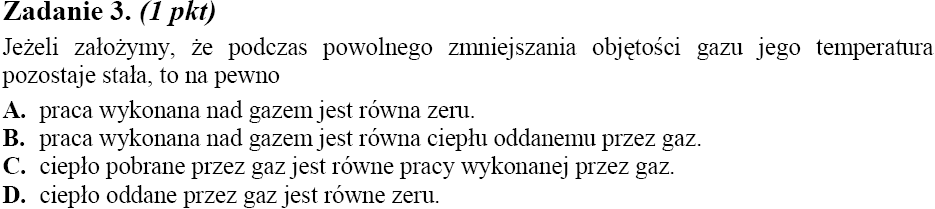 Zadanie 3. (1 pkt)
Jeżeli założymy, że podczas powolnego zmniejszania objętości gazu jego temperatura
pozostaje stała, to na pewno
A. praca wykonana nad gazem jest równa zeru.
B. praca wykonana nad gazem jest równa ciepłu oddanemu przez gaz.
C. ciepło pobrane przez gaz jest równe pracy wykonanej przez gaz.
D. ciepło oddane przez gaz jest równe zeru.